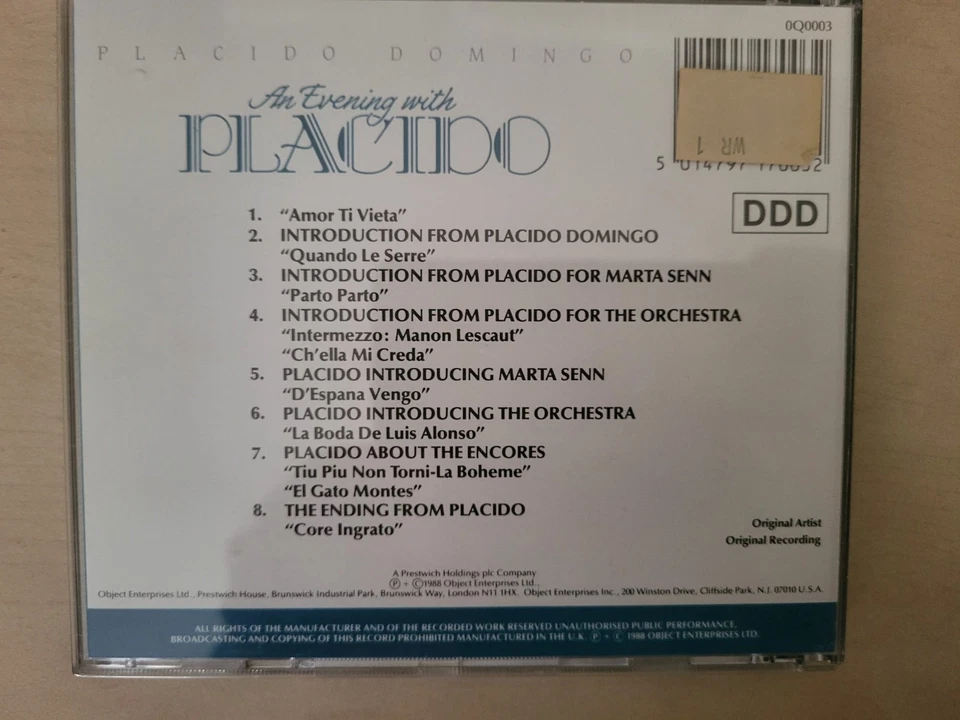 0Q0003
PLACIDO DOMINGO
An Evening with
PLACIDO
WR 1
5
DDD
1. "Amor Ti Vieta"
2. INTRODUCTION FROM PLACIDO DOMINGO
"Quando Le Serre"
3. INTRODUCTION FROM PLACIDO FOR MARTA SENN
"Parto Parto"
4. INTRODUCTION FROM PLACIDO FOR THE ORCHESTRA
"Intermezzo: Manon Lescaut"
"Ch'ella Mi Creda"
5. PLACIDO INTRODUCING MARTA SENN
"D'Espana Vengo"
6. PLACIDO INTRODUCING THE ORCHESTRA
"La Boda De Luis Alonso"
7. PLACIDO ABOUT THE ENCORES
"Tiu Piu Non Torni-La Boheme"
"El Gato Montes"
8. THE ENDING FROM PLACIDO
"Core Ingrato"
Original Artist
Original Recording
A Prestwich Holdings plc Company
Ⓟ + ©1988 Object Enterprises Ltd.,
Object Enterprises Ltd., Prestwich House, Brunswick Industrial Park, Brunswick Way, London N11 1HX. Object Enterprises Inc., 200 Winston Drive, Cliffside Park, N.J. 07010 U.S.A.
ALL RIGHTS OF THE MANUFACTURER AND OF THE RECORDED WORK RESERVED UNAUTHORISED PUBLIC PERFORMANCE,
BROADCASTING AND COPYING OF THIS RECORD PROHIBITED MANUFACTURED IN THE U.K. Ⓟ + © 1988 OBJECT ENTERPRISES LTD.